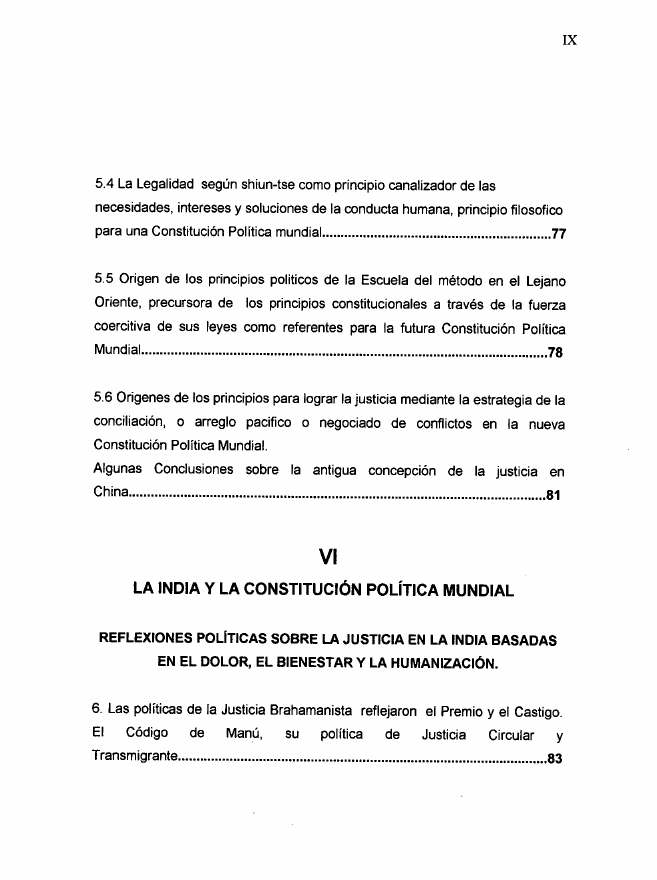 IX
5.4 La Legalidad según shiun-tse como principio canalizador de las
necesidades, intereses y soluciones de la conducta humana, principio filosofico
para una Constitución Política mundial.............................................................77
5.5 Origen de los principios politicos de la Escuela del método en el Lejano
Oriente, precursora de los principios constitucionales a través de la fuerza
coercitiva de sus leyes como referentes para la futura Constitución Política
Mundial.............................................................................................................78
5.6 Origenes de los principios para lograr la justicia mediante la estrategia de la
conciliación, o arreglo pacifico o negociado de conflictos en la nueva
Constitución Política Mundial.
Algunas Conclusiones sobre la antigua concepción de la justicia en
China................................................................................................................81
VI
LA INDIA Y LA CONSTITUCIÓN POLÍTICA MUNDIAL
REFLEXIONES POLÍTICAS SOBRE LA JUSTICIA EN LA INDIA BASADAS
EN EL DOLOR, EL BIENESTAR Y LA HUMANIZACIÓN.
6. Las políticas de la Justicia Brahamanista reflejaron el Premio y el Castigo.
El Código de Manú, su política de Justicia Circular y
Transmigrante...................................................................................................83